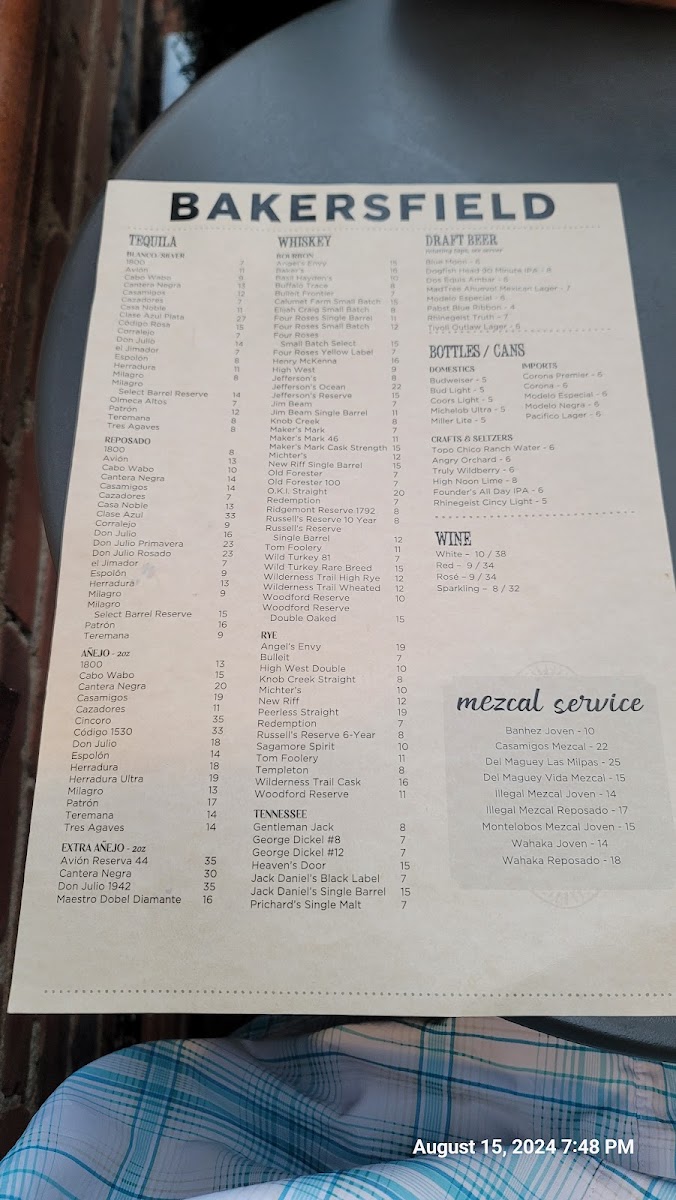 BAKERSFIELD
TEQUILA
BLANCO/SILVER
1800 7
Avión 11
Cabo Wabo 9
Cantera Negra 13
Casamigos 12
Cazadores 7
Casa Noble 11
Clase Azul Plata 27
Código Rosa 15
Corralejo 7
Don Julio 14
el Jimador 7
Espolón 8
Herradura 11
Milagro 8
Milagro
Select Barrel Reserve 14
Olmeca Altos 7
Patrón 12
Teremana 8
Tres Agaves 8
REPOSADO
1800 8
Avión 13
Cabo Wabo 10
Cantera Negra 14
Casamigos 14
Cazadores 7
Casa Noble 13
Clase Azul 33
Corralejo 9
Don Julio 16
Don Julio Primavera 23
Don Julio Rosado 23
el Jimador 7
Espolón 9
Herradura 13
Milagro 9
Milagro
Select Barrel Reserve 15
Patrón 16
Teremana 9
AÑEJO - 2OZ
1800 13
Cabo Wabo 15
Cantera Negra 20
Casamigos 19
Cazadores 11
Cincoro 35
Código 1530 33
Don Julio 18
Espolón 14
Herradura 18
Herradura Ultra 19
Milagro 13
Patrón 17
Teremana 14
Tres Agaves 14
EXTRA AÑEJO - 2OZ
Avión Reserva 44 35
Cantera Negra 30
Don Julio 1942 35
Maestro Dobel Diamante 16
WHISKEY
BOURBON
Angel's Envy 15
Baker's 16
Basil Hayden's 10
Buffalo Trace 8
Bulleit Frontier 7
Calumet Farm Small Batch 15
Elijah Craig Small Batch 8
Four Roses Single Barrel 11
Four Roses Small Batch 12
Four Roses
Small Batch Select 15
Four Roses Yellow Label 7
Henry McKenna 16
High West 9
Jefferson's 8
Jefferson's Ocean 22
Jefferson's Reserve 15
Jim Beam 7
Jim Beam Single Barrel 11
Knob Creek 8
Maker's Mark 7
Maker's Mark 46 11
Maker's Mark Cask Strength 15
Michter's 12
New Riff Single Barrel 15
Old Forester 7
Old Forester 100 7
O.K.I. Straight 20
Redemption 7
Ridgemont Reserve 1792 8
Russell's Reserve 10 Year 8
Russell's Reserve
Single Barrel 12
Tom Foolery 11
Wild Turkey 81 7
Wild Turkey Rare Breed 15
Wilderness Trail High Rye 12
Wilderness Trail Wheated 12
Woodford Reserve 10
Woodford Reserve
Double Oaked 15
RYE
Angel's Envy 19
Bulleit 7
High West Double 10
Knob Creek Straight 8
Michter's 10
New Riff 12
Peerless Straight 19
Redemption 7
Russell's Reserve 6-Year 8
Sagamore Spirit 10
Tom Foolery 11
Templeton 8
Wilderness Trail Cask 16
Woodford Reserve 11
TENNESSEE
Gentleman Jack 8
George Dickel #8 7
George Dickel #12 7
Heaven's Door 15
Jack Daniel's Black Label 7
Jack Daniel's Single Barrel 15
Prichard's Single Malt 7
DRAFT BEER
rotating taps, see server
Blue Moon - 6
Dogfish Head 90 Minute IPA - 8
Dos Equis Amber - 6
MadTree Ahuevo! Mexican Lager - 7
Modelo Especial - 6
Pabst Blue Ribbon - 4
Rhinegeist Truth - 7
Tivoli Outlaw Lager - 6
BOTTLES / CANS
DOMESTICS
Budweiser - 5
Bud Light - 5
Coors Light - 5
Michelob Ultra - 5
Miller Lite - 5
IMPORTS
Corona Premier - 6
Corona - 6
Modelo Especial - 6
Modelo Negra - 6
Pacifico Lager - 6
CRAFTS & SELTZERS
Topo Chico Ranch Water - 6
Angry Orchard - 6
Truly Wildberry - 6
High Noon Lime - 8
Founder's All Day IPA - 6
Rhinegeist Cincy Light - 5
WINE
White - 10 / 38
Red - 9 / 34
Rosé - 9 / 34
Sparkling - 8 / 32
mezcal service
Banhez Joven - 10
Casamigos Mezcal - 22
Del Maguey Las Milpas - 25
Del Maguey Vida Mezcal - 15
Illegal Mezcal Joven - 14
Illegal Mezcal Reposado - 17
Montelobos Mezcal Joven - 15
Wahaka Joven - 14
Wahaka Reposado - 18
August 15, 2024 7:48 PM